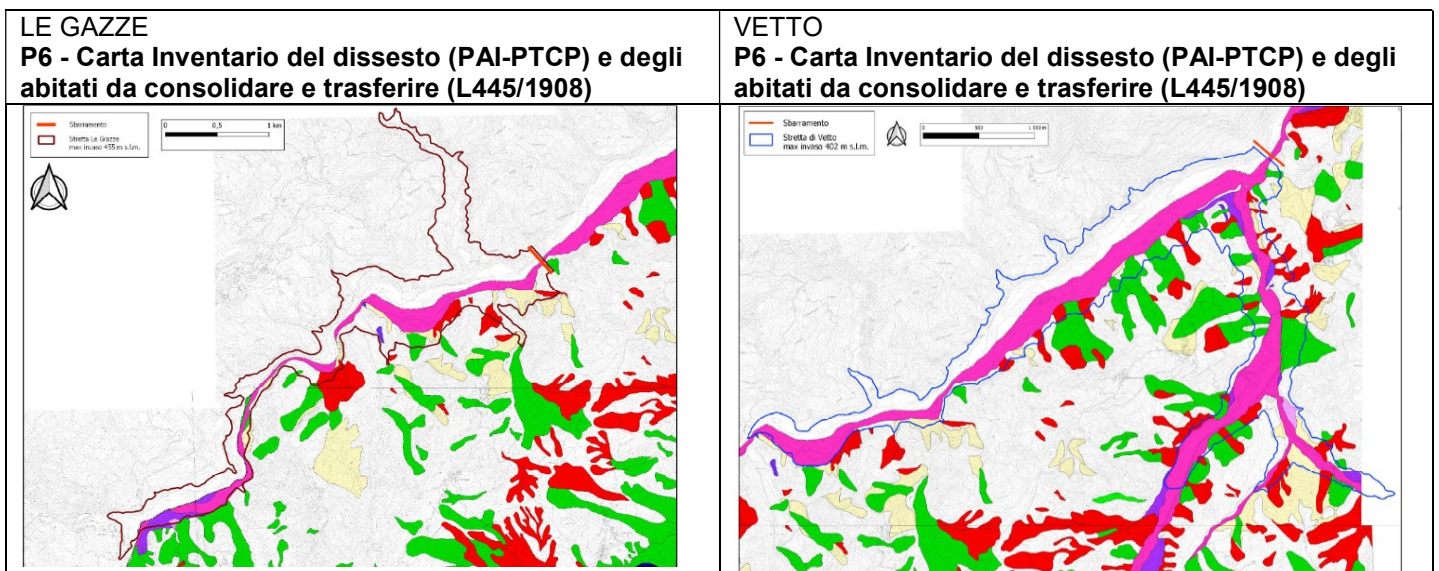 LE GAZZE
P6 - Carta Inventario del dissesto (PAI-PTCP) e degli
abitati da consolidare e trasferire (L445/1908)
Sbarramento
Stretta Le Gazze
max invaso 455 m s.l.m.
0 0,5 1 km
VETTO
P6 - Carta Inventario del dissesto (PAI-PTCP) e degli
abitati da consolidare e trasferire (L445/1908)
Sbarramento
Stretta di Vetto
max invaso 402 m s.l.m.
0 500 1 000 m